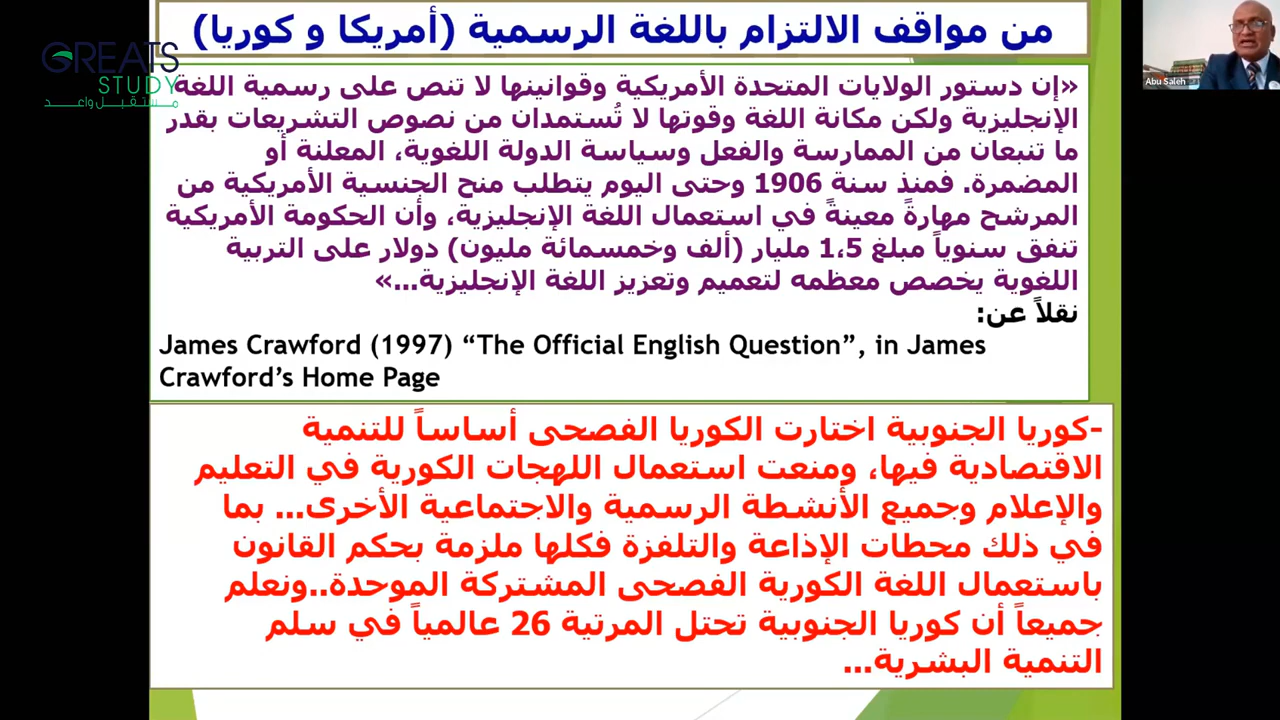 من مواقف الالتزام باللغة الرسمية (أمريكا و كوريا)
GREATS
STUDY
مستقبل واعد
Abu Saleh
«إن دستور الولايات المتحدة الأمريكية وقوانينها لا تنص على رسمية اللغة
الإنجليزية ولكن مكانة اللغة وقوتها لا تُستمدان من نصوص التشريعات بقدر
ما تنبعان من الممارسة والفعل وسياسة الدولة اللغوية، المعلنة أو
المضمرة. فمنذ سنة 1906 وحتى اليوم يتطلب منح الجنسية الأمريكية من
المرشح مهارةً معينةً في استعمال اللغة الإنجليزية، وأن الحكومة الأمريكية
تنفق سنوياً مبلغ 1،5 مليار (ألف وخمسمائة مليون) دولار على التربية
اللغوية يخصص معظمه لتعميم وتعزيز اللغة الإنجليزية...»
نقلاً عن:
James Crawford (1997) “The Official English Question”, in James
Crawford’s Home Page
-كوريا الجنوبية اختارت الكوريا الفصحى أساساً للتنمية
الاقتصادية فيها، ومنعت استعمال اللهجات الكورية في التعليم
والإعلام وجميع الأنشطة الرسمية والاجتماعية الأخرى... بما
في ذلك محطات الإذاعة والتلفزة فكلها ملزمة بحكم القانون
باستعمال اللغة الكورية الفصحى المشتركة الموحدة..ونعلم
جميعاً أن كوريا الجنوبية تحتل المرتية 26 عالمياً في سلم
التنمية البشرية...